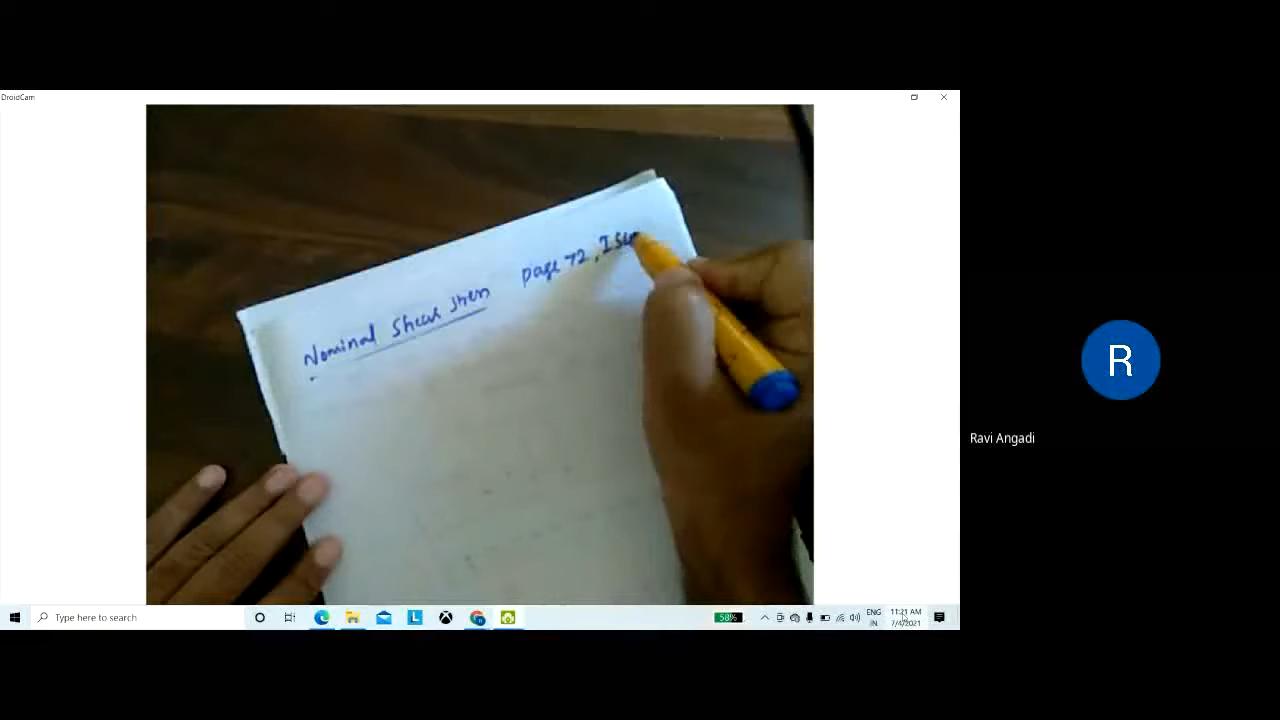 DroidCam
Nominal Shear stress page 72, IS
R
Ravi Angadi
Type here to search
L
58%
ENG
IN
11:21 AM
7/4/2021